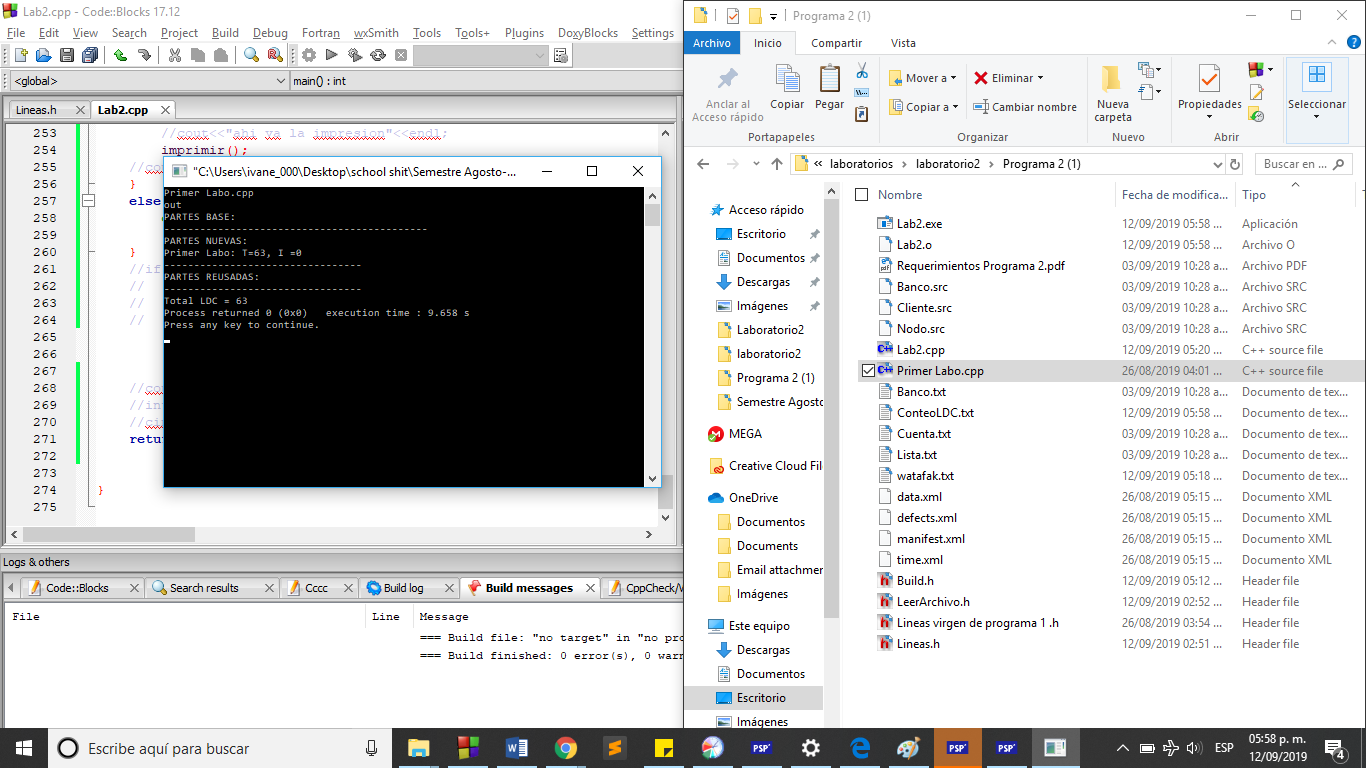 Lab2.cpp - Code::Blocks 17.12
File Edit View Search Project Build Debug Fortran wxSmith Tools Tools+ Plugins DoxyBlocks Settings
<global>
main() : int
Lineas.h
Lab2.cpp
253 //cout<<"ahi va la impresion"<<endl;
254 imprimir();
255 //co
256 }
257 else
258
259
260 }
261 //if
262 //
263 //
264 //
265
266
267
268 //cou
269 //in
270 //ci
271 retu
272
273
274 }
275
"C:\Users\ivane_000\Desktop\school shit\Semestre Agosto-...
Primer Labo.cpp
out
PARTES BASE:
--------------------------------------------
PARTES NUEVAS:
Primer Labo: T=63, I =0
---------------------------------
PARTES REUSADAS:
---------------------------------
Total LDC = 63
Process returned 0 (0x0) execution time : 9.658 s
Press any key to continue.
Logs & others
Code::Blocks
Search results
Cccc
Build log
Build messages
CppCheck/V
File Line Message
=== Build file: "no target" in "no pro
=== Build finished: 0 error(s), 0 warn
Programa 2 (1)
Archivo Inicio Compartir Vista
Anclar al Acceso rápido
Copiar
Pegar
Mover a
Copiar a
Eliminar
Cambiar nombre
Nueva carpeta
Propiedades
Seleccionar
Portapapeles Organizar Nuevo Abrir
« laboratorios > laboratorio2 > Programa 2 (1)
Buscar en ...
Acceso rápido
Escritorio
Documentos
Descargas
Imágenes
Laboratorio2
laboratorio2
Programa 2 (1)
Semestre Agosto
MEGA
Creative Cloud Fil
OneDrive
Documentos
Documents
Email attachmer
Imágenes
Este equipo
Descargas
Documentos
Escritorio
Imágenes
Nombre Fecha de modifica... Tipo
Lab2.exe 12/09/2019 05:58 ... Aplicación
Lab2.o 12/09/2019 05:58 ... Archivo O
Requerimientos Programa 2.pdf 03/09/2019 10:28 a... Archivo PDF
Banco.src 03/09/2019 10:28 a... Archivo SRC
Cliente.src 03/09/2019 10:28 a... Archivo SRC
Nodo.src 03/09/2019 10:28 a... Archivo SRC
Lab2.cpp 12/09/2019 05:20 ... C++ source file
Primer Labo.cpp 26/08/2019 04:01 ... C++ source file
Banco.txt 03/09/2019 10:28 a... Documento de tex...
ConteoLDC.txt 12/09/2019 05:58 ... Documento de tex...
Cuenta.txt 03/09/2019 10:28 a... Documento de tex...
Lista.txt 03/09/2019 10:28 a... Documento de tex...
watafak.txt 12/09/2019 05:18 ... Documento de tex...
data.xml 26/08/2019 05:15 ... Documento XML
defects.xml 26/08/2019 05:15 ... Documento XML
manifest.xml 26/08/2019 05:15 ... Documento XML
time.xml 26/08/2019 05:15 ... Documento XML
Build.h 12/09/2019 05:12 ... Header file
LeerArchivo.h 12/09/2019 02:52 ... Header file
Lineas virgen de programa 1 .h 26/08/2019 03:54 ... Header file
Lineas.h 12/09/2019 02:51 ... Header file
Escribe aquí para buscar
PSP
PSP
PSP
ESP
05:58 p. m.
12/09/2019
4